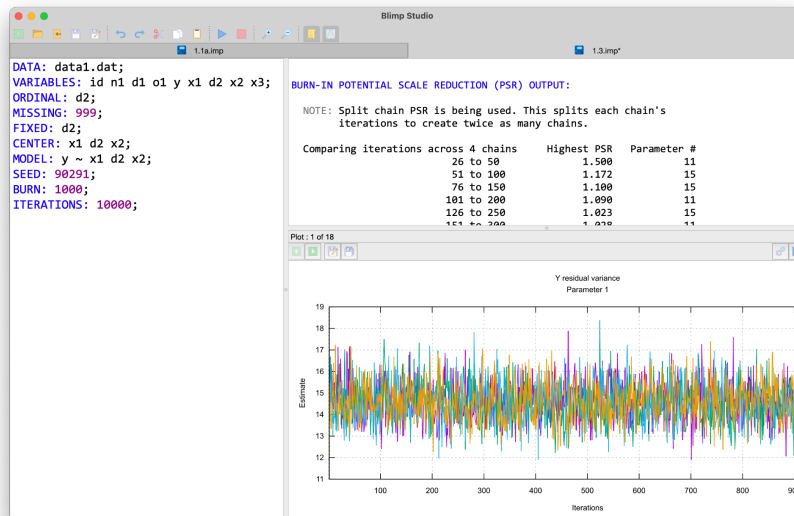 Blimp Studio
1.1a.imp
1.3.imp*
DATA: data1.dat;
VARIABLES: id n1 d1 o1 y x1 d2 x2 x3;
ORDINAL: d2;
MISSING: 999;
FIXED: d2;
CENTER: x1 d2 x2;
MODEL: y ~ x1 d2 x2;
SEED: 90291;
BURN: 1000;
ITERATIONS: 10000;
BURN-IN POTENTIAL SCALE REDUCTION (PSR) OUTPUT:
NOTE: Split chain PSR is being used. This splits each chain's
iterations to create twice as many chains.
Comparing iterations across 4 chains Highest PSR Parameter #
26 to 50 1.500 11
51 to 100 1.172 15
76 to 150 1.100 15
101 to 200 1.090 11
126 to 250 1.023 15
151 to 300 1.028 11
Plot : 1 of 18
Y residual variance
Parameter 1
19
18
17
16
15
14
13
12
11
Estimate
100 200 300 400 500 600 700 800
Iterations